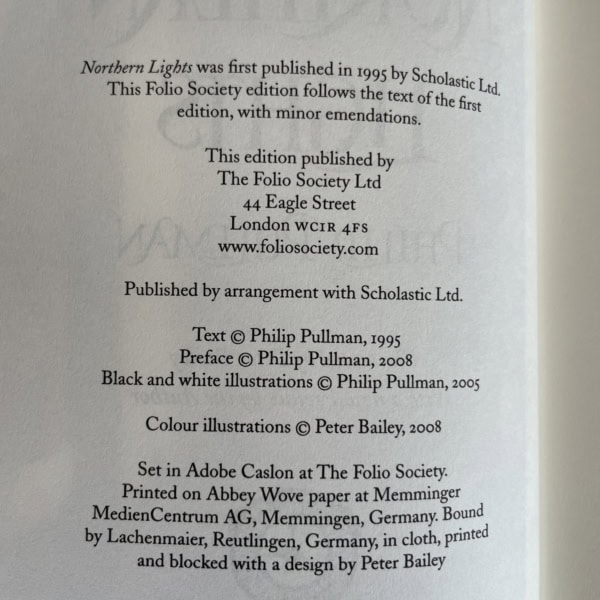 Northern Lights was first published in 1995 by Scholastic Ltd.
This Folio Society edition follows the text of the first
edition, with minor emendations.
This edition published by
The Folio Society Ltd
44 Eagle Street
London WC1R 4FS
www.foliosociety.com
Published by arrangement with Scholastic Ltd.
Text © Philip Pullman, 1995
Preface © Philip Pullman, 2008
Black and white illustrations © Philip Pullman, 2005
Colour illustrations © Peter Bailey, 2008
Set in Adobe Caslon at The Folio Society.
Printed on Abbey Wove paper at Memminger
MedienCentrum AG, Memmingen, Germany. Bound
by Lachenmaier, Reutlingen, Germany, in cloth, printed
and blocked with a design by Peter Bailey